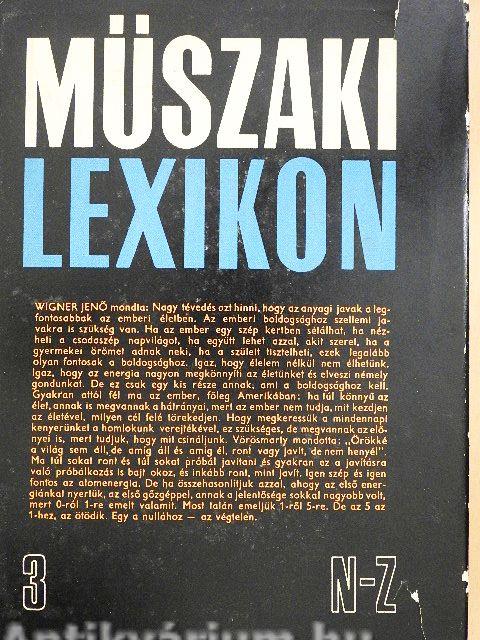 MŰSZAKI
LEXIKON
WIGNER JENŐ mondta: Nagy tévedés azt hinni, hogy az anyagi javak a leg-
fontosabbak az emberi életben. Az emberi boldogsághoz szellemi ja-
vakra is szükség van. Ha az ember egy szép kertben sétálhat, ha néz-
heti a csodaszép napvilágot, ha együtt lehet azzal, akit szeret, ha a
gyermekei örömet adnak neki, ha a szüleit tisztelheti, ezek legalább
olyan fontosak a boldogsághoz. Igaz, hogy élelem nélkül nem élhetünk,
Igaz, hogy az energia nagyon megkönnyíti az életünket és elveszi némely
gondunkat. De ez csak egy kis része annak, ami a boldogsághoz kell.
Gyakran attól fél ma az ember, főleg Amerikában: ha túl könnyű az
élet, annak is megvannak a hátrányai, mert az ember nem tudja, mit kezdjen
az életével, milyen cél felé törekedjen. Hogy megkeressük a mindennapi
kenyerünket a homlokunk verejtékével, ez szükséges, de megvannak az elő-
nyei is, mert tudjuk, hogy mit csináljunk. Vörösmarty mondotta: „Örökké
a világ sem áll, de amíg áll és amíg él, ront vagy javít, de nem henyél".
Ma túl sokat ront és túl sokat próbál javítani és gyakran ez a javításra
való próbálkozás is bajt okoz, és inkább ront, mint javít. Igen szép és igen
fontos az atomenergia. De ha összehasonlítjuk azzal, ahogy az első ener-
giánkat nyertük, az első gőzgéppel, annak a jelentősége sokkal nagyobb volt,
mert 0-ról 1-re emelt valamit. Most talán emeljük 1-ről 5-re. De az 5 az
1-hez, az ötödik. Egy a nullához — az végtelen.
3
N-Z
Antikvárium.hu